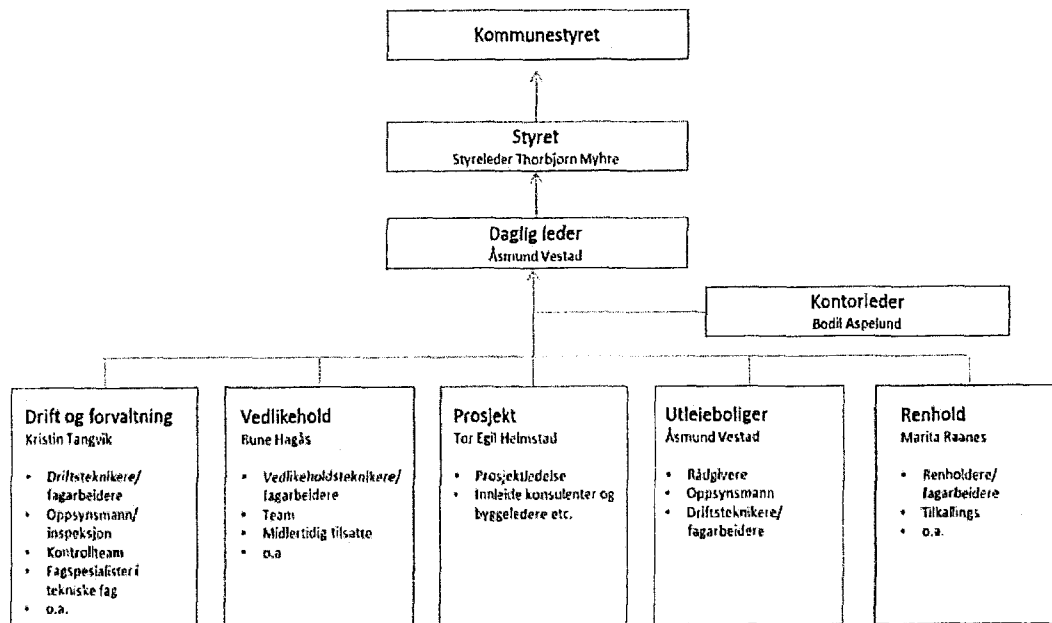 Kommunestyret
Styret
Styreleder Thorbjørn Myhre
Daglig leder
Åsmund Vestad
Kontorleder
Bodil Aspelund
Drift og forvaltning
Kristin Tangvik
• Driftsteknikere/
fagarbeidere
• Oppsynsmann/
inspeksjon
• Kontrollteam
• Fagspesialister i
tekniske fag
• o.a.
Vedlikehold
Rune Hagås
• Vedlikeholdsteknikere/
fagarbeidere
• Team
• Midlertidig tilsatte
• o.a
Prosjekt
Tor Egil Helmstad
• Prosjektledelse
• Innleide konsulenter og
byggeledere etc.
Utleieboliger
Åsmund Vestad
• Rådgivere
• Oppsynsmann
• Driftsteknikere/
fagarbeidere
Renhold
Marita Raanes
• Renholdere/
fagarbeidere
• Tilkallings
• o.a.